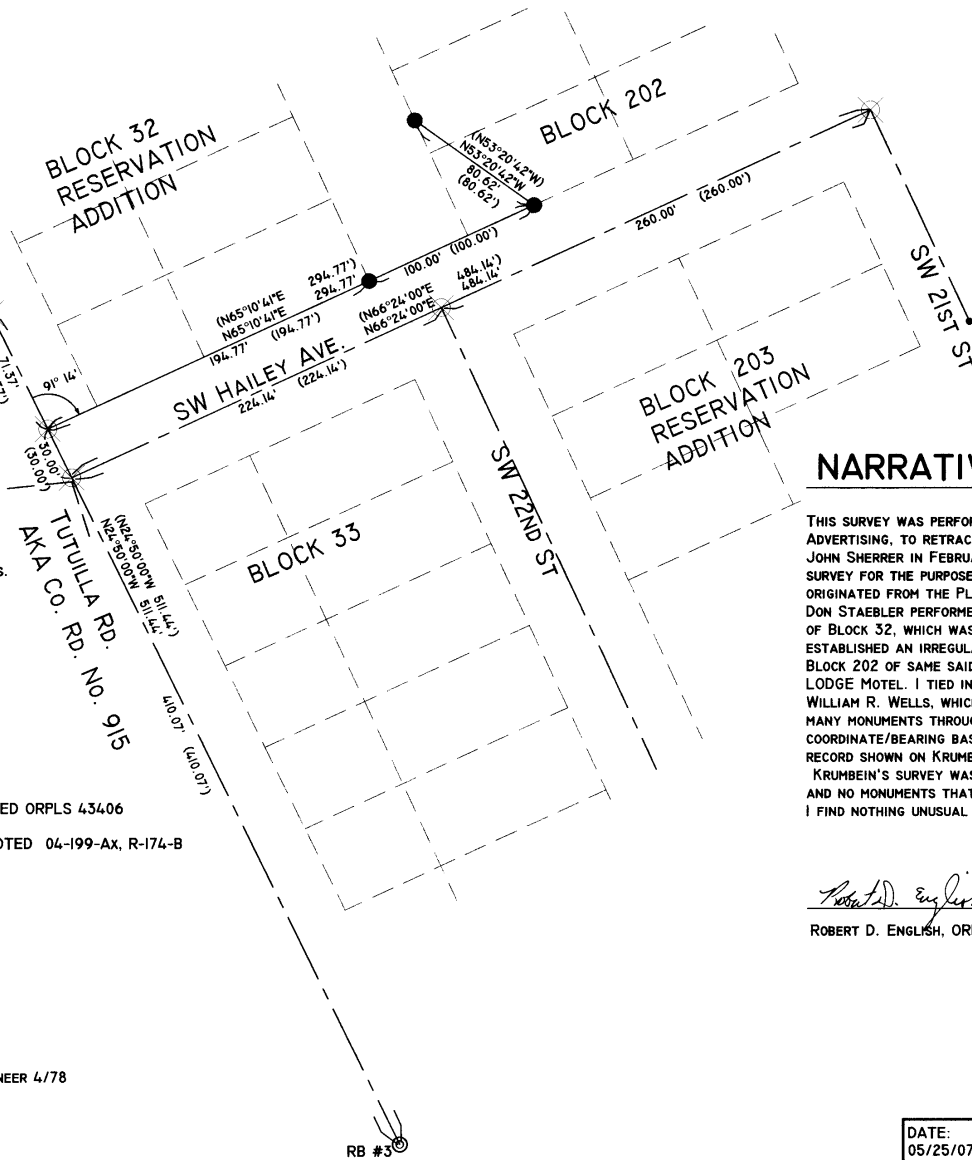 BLOCK 32
RESERVATION
ADDITION
BLOCK 202
(N53°20'42"W)
N53°20'42"W
80.62'
(80.62')
260.00' (260.00')
SW 21ST ST
100.00' (100.00')
(N65°10'41"E 294.77')
N65°10'41"E 294.77'
194.77' (194.77')
(N66°24'00"E 484.14')
N66°24'00"E 484.14'
SW HAILEY AVE.
224.14' (224.14')
71.37'
91° 14'
30.00'
(30.00')
BLOCK 203
RESERVATION
ADDITION
SW 22ND ST
BLOCK 33
(N24°50'00"W 511.44')
N24°50'00"W 511.44'
TUTUILLA RD.
AKA CO. RD. No. 915
410.07' (410.07')
S.
ED ORPLS 43406
OTED 04-199-AX, R-174-B
NEER 4/78
RB #3
NARRATIV
THIS SURVEY WAS PERFOR
ADVERTISING, TO RETRAC
JOHN SHERRER IN FEBRU
SURVEY FOR THE PURPOSE
ORIGINATED FROM THE PL
DON STAEBLER PERFORME
OF BLOCK 32, WHICH WAS
ESTABLISHED AN IRREGUL
BLOCK 202 OF SAME SAID
LODGE MOTEL. I TIED IN
WILLIAM R. WELLS, WHICH
MANY MONUMENTS THROUG
COORDINATE/BEARING BAS
RECORD SHOWN ON KRUMB
KRUMBEIN'S SURVEY WAS
AND NO MONUMENTS THAT
I FIND NOTHING UNUSUAL
Robert D. Englis
ROBERT D. ENGLISH, OR
DATE:
05/25/07